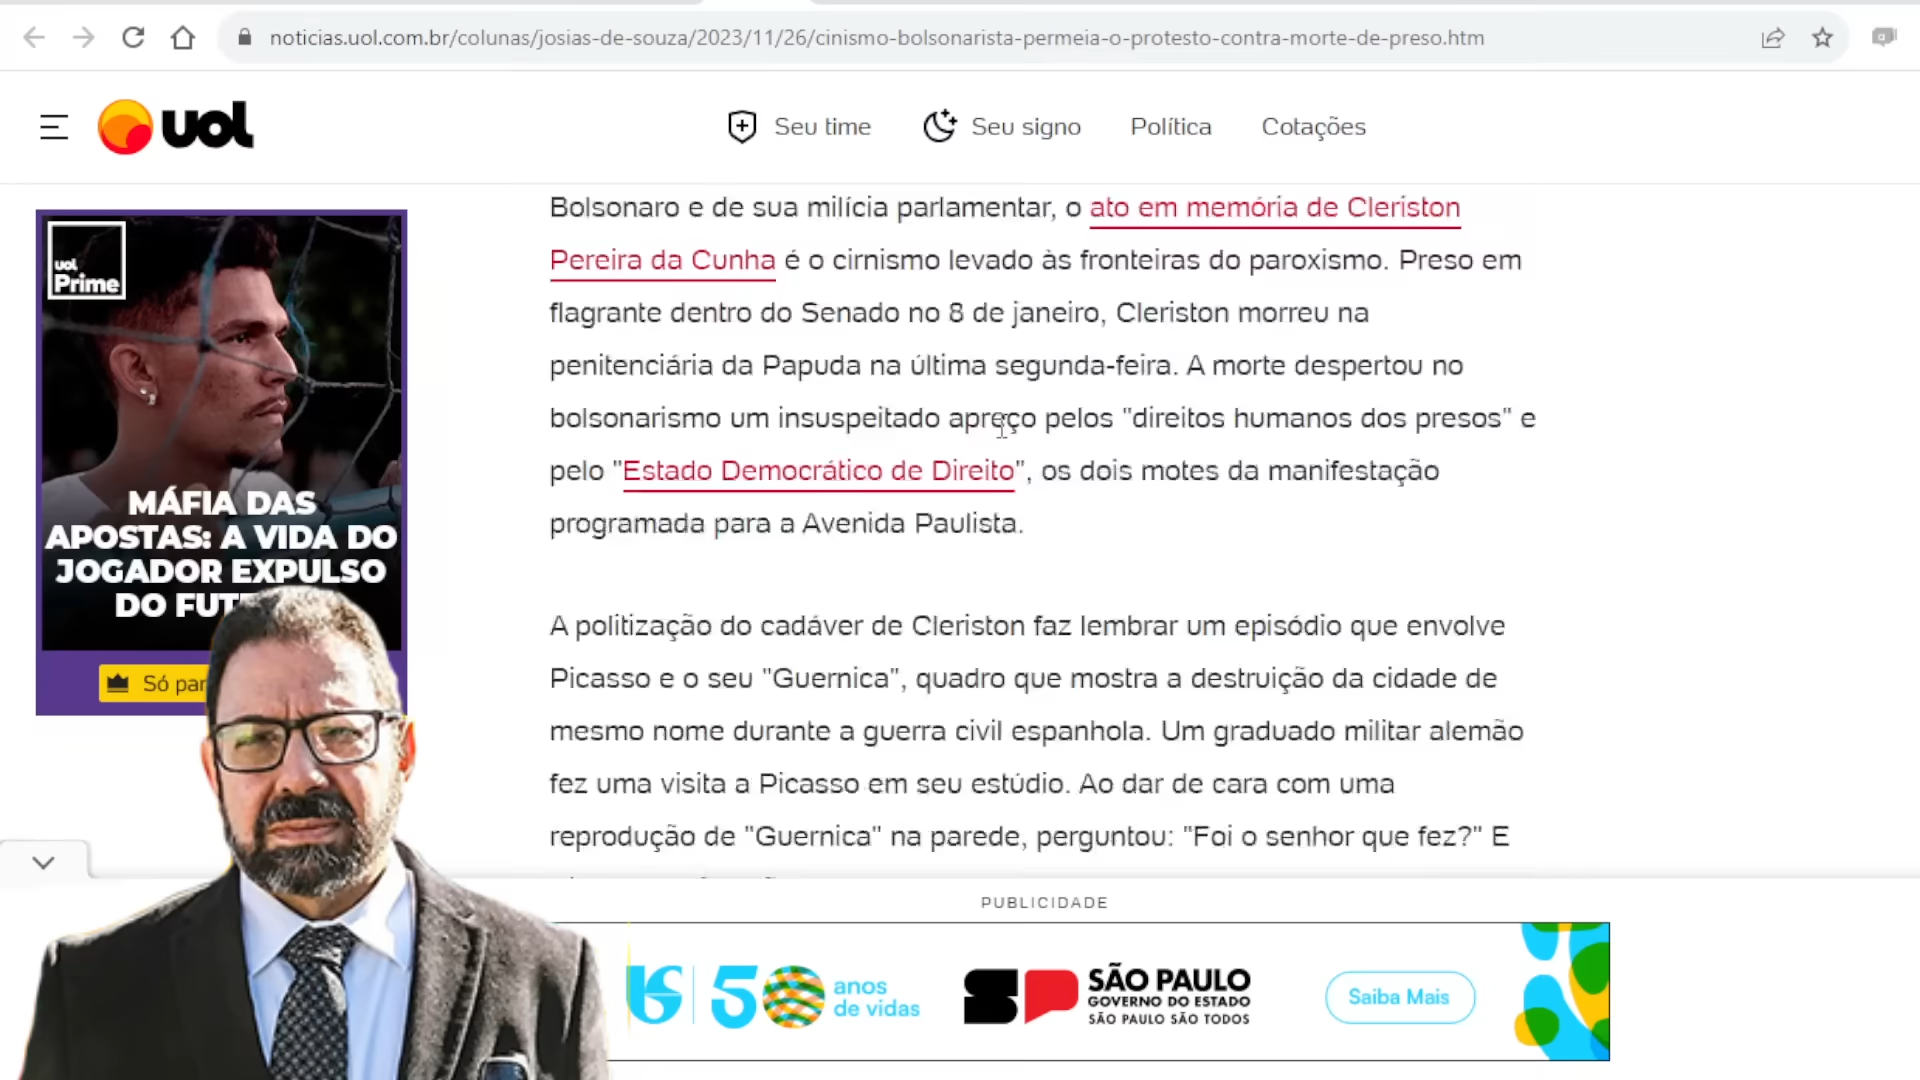 noticias.uol.com.br/colunas/josias-de-souza/2023/11/26/cinismo-bolsonarista-permeia-o-protesto-contra-morte-de-preso.htm
uol
Seu time
Seu signo
Política
Cotações
uol
Prime
MÁFIA DAS
APOSTAS: A VIDA DO
JOGADOR EXPULSO
DO FUT
Só par
Bolsonaro e de sua milícia parlamentar, o ato em memória de Cleriston
Pereira da Cunha é o cirnismo levado às fronteiras do paroxismo. Preso em
flagrante dentro do Senado no 8 de janeiro, Cleriston morreu na
penitenciária da Papuda na última segunda-feira. A morte despertou no
bolsonarismo um insuspeitado apreço pelos "direitos humanos dos presos" e
pelo "Estado Democrático de Direito", os dois motes da manifestação
programada para a Avenida Paulista.
A politização do cadáver de Cleriston faz lembrar um episódio que envolve
Picasso e o seu "Guernica", quadro que mostra a destruição da cidade de
mesmo nome durante a guerra civil espanhola. Um graduado militar alemão
fez uma visita a Picasso em seu estúdio. Ao dar de cara com uma
reprodução de "Guernica" na parede, perguntou: "Foi o senhor que fez?" E
PUBLICIDADE
50 anos
de vidas
SÃO PAULO
GOVERNO DO ESTADO
SÃO PAULO SÃO TODOS
Saiba Mais